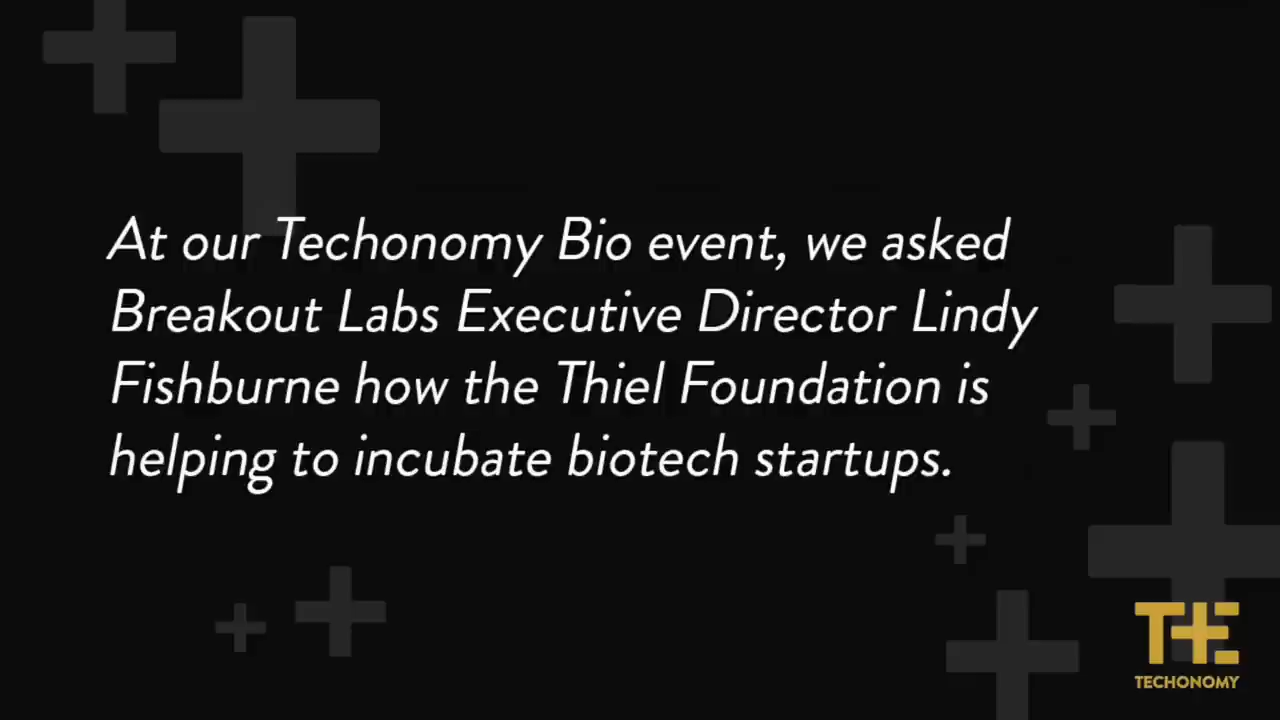 At our Techonomy Bio event, we asked
Breakout Labs Executive Director Lindy
Fishburne how the Thiel Foundation is
helping to incubate biotech startups.
TE
TECHONOMY